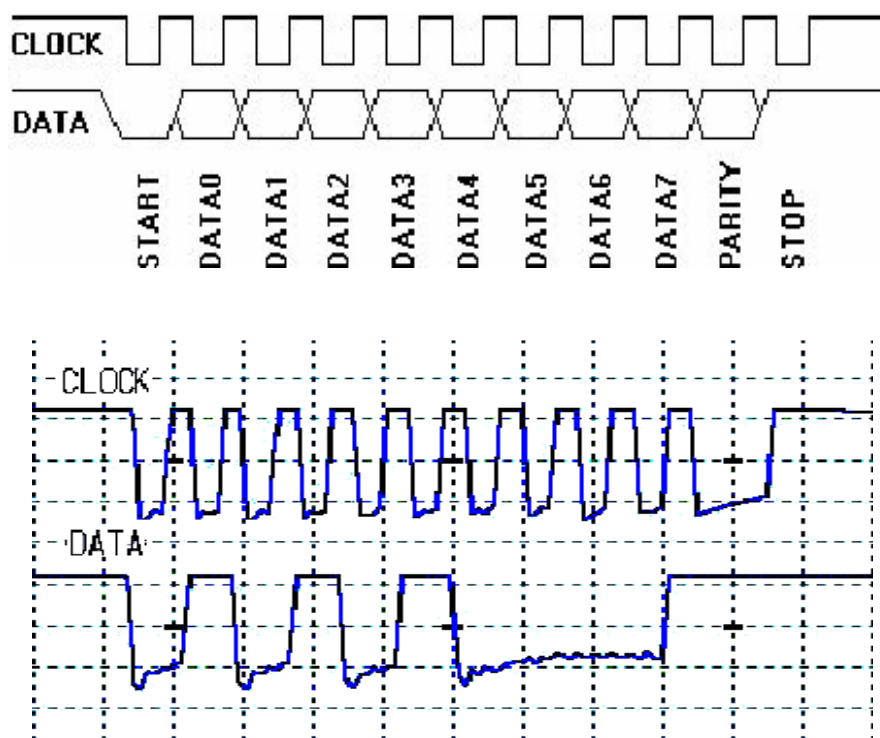 CLOCK
DATA
START
DATA0
DATA1
DATA2
DATA3
DATA4
DATA5
DATA6
DATA7
PARITY
STOP
CLOCK
DATA